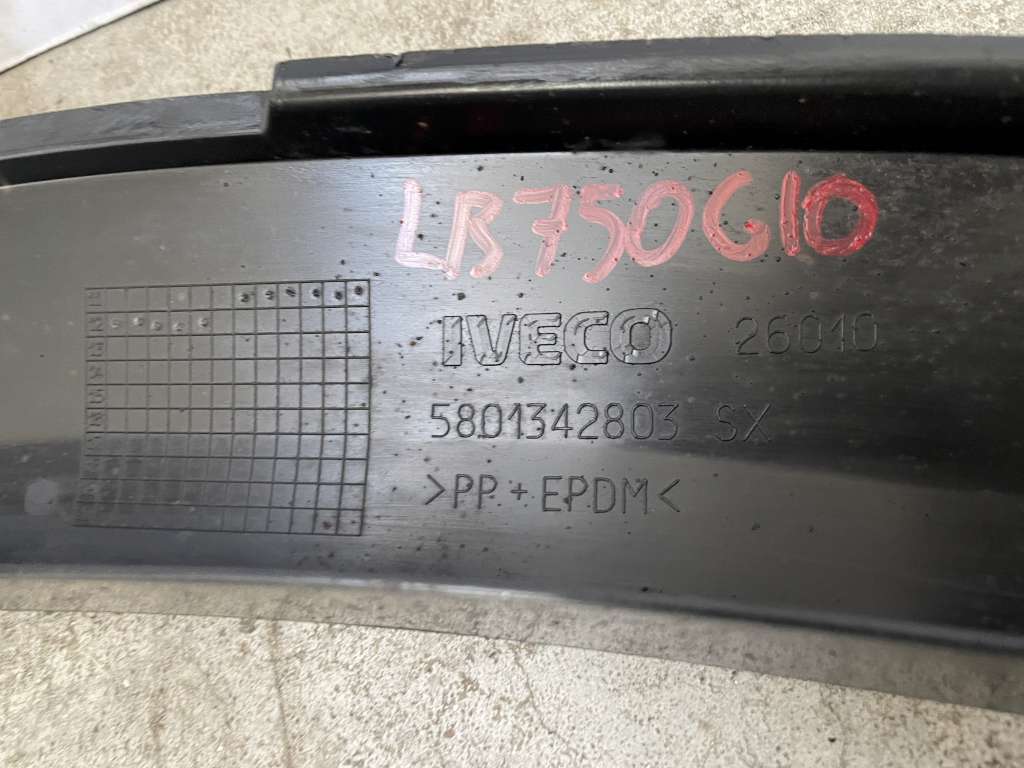 LB750G10
IVECO 26010
5801342803 SX
>PP+EPDM<